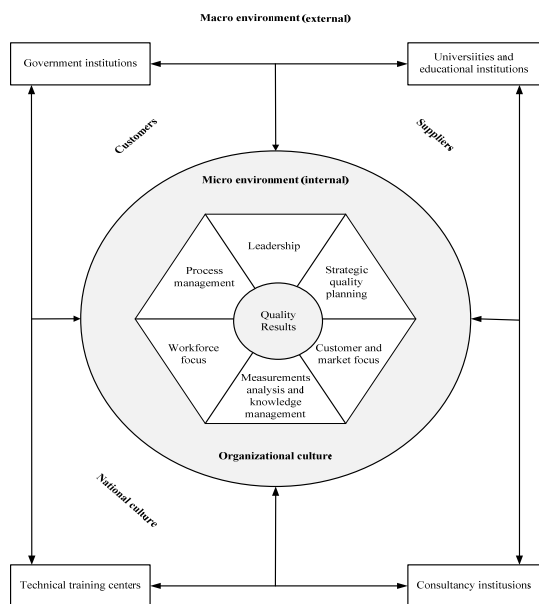 Macro environment (external)
Government institutions
Universiities and
educational institutions
Customers
Suppliers
Micro environment (internal)
Leadership
Process
management
Strategic
quality
planning
Quality
Results
Workforce
focus
Customer and
market focus
Measurements
analysis and
knowledge
management
Organizational culture
National culture
Technical training centers
Consultancy institusions